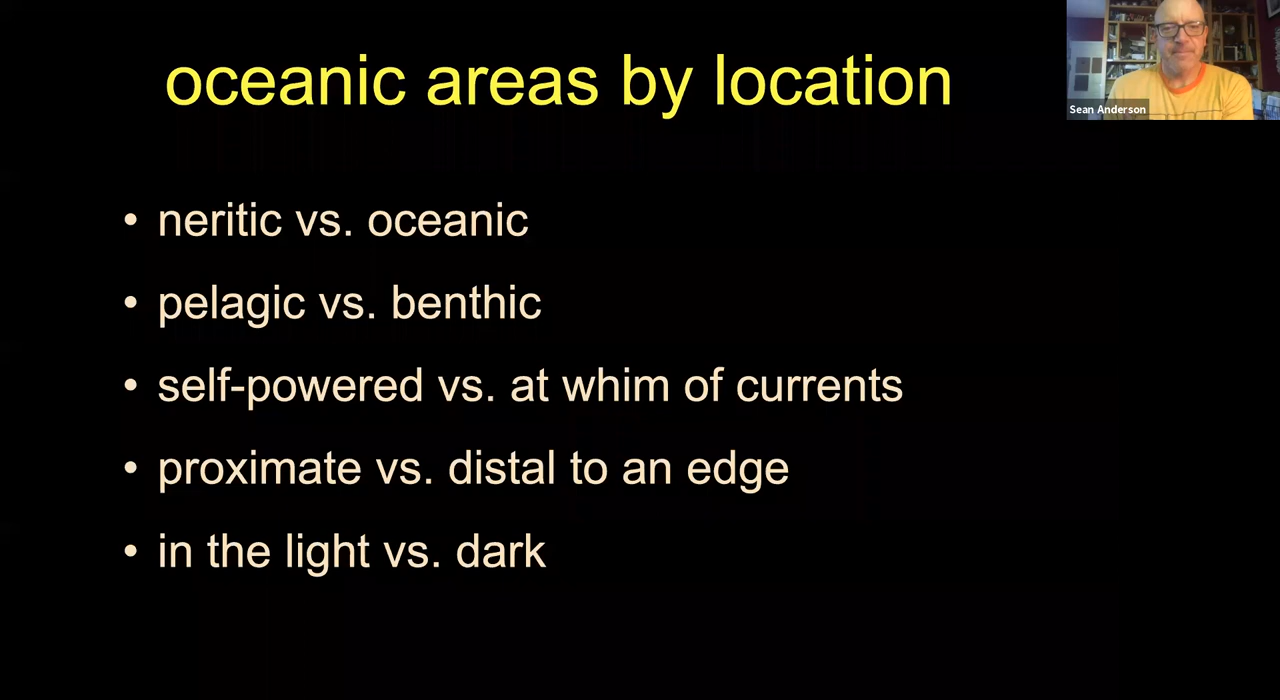 oceanic areas by location
Sean Anderson
• neritic vs. oceanic
• pelagic vs. benthic
• self-powered vs. at whim of currents
• proximate vs. distal to an edge
• in the light vs. dark